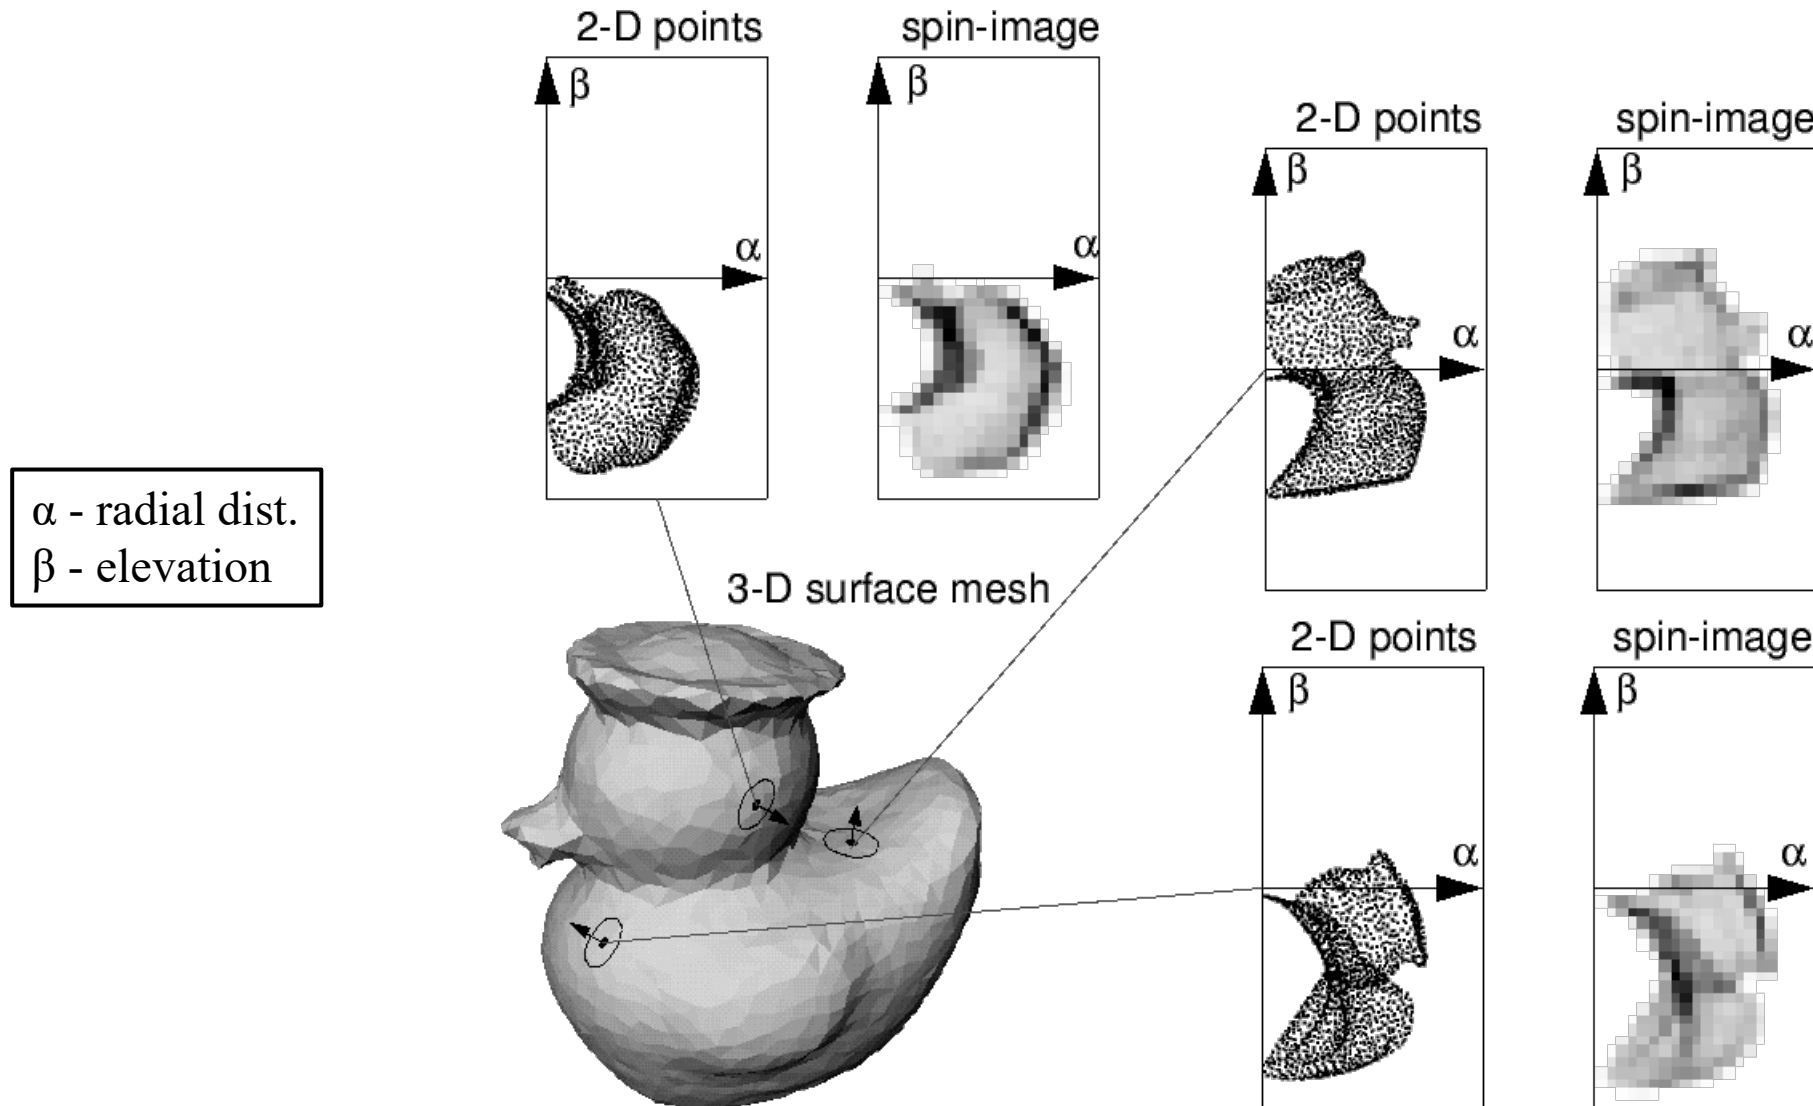 2-D points
spin-image
β
β
α
α
2-D points
spin-image
β
β
α
α
α - radial dist.
β - elevation
3-D surface mesh
2-D points
spin-image
β
β
α
α